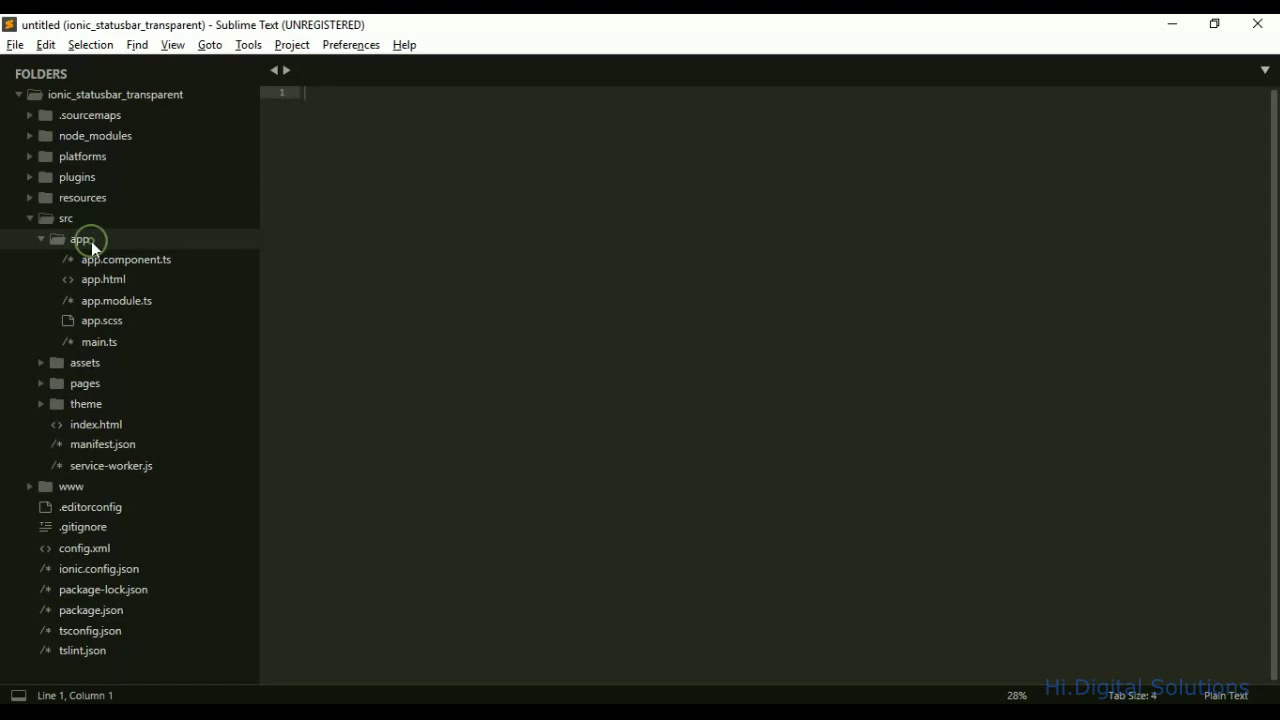 untitled (ionic_statusbar_transparent) - Sublime Text (UNREGISTERED)
File Edit Selection Find View Goto Tools Project Preferences Help
FOLDERS
ionic_statusbar_transparent
1
.sourcemaps
node_modules
platforms
plugins
resources
src
app
app.component.ts
<> app.html
/* app.module.ts
app.scss
/* main.ts
assets
pages
theme
<> index.html
/* manifest.json
/* service-worker.js
www
.editorconfig
.gitignore
<> config.xml
/* ionic.config.json
/* package-lock.json
/* package.json
/* tsconfig.json
/* tslint.json
Line 1, Column 1 28% Tab Size: 4 Plain Text
Hi.Digital Solutions